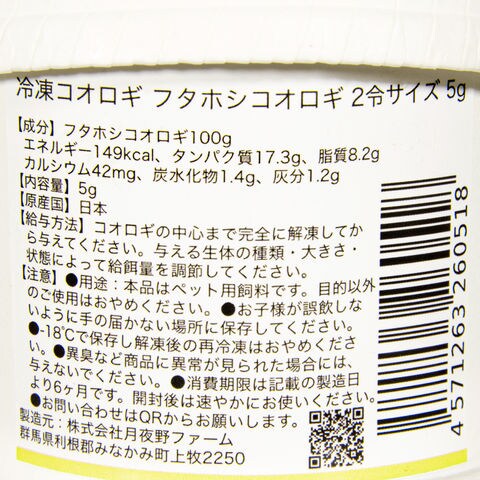 冷凍コオロギ フタホシコオロギ 2令サイズ 5g
【成分】フタホシコオロギ100g
エネルギー149kcal、タンパク質17.3g、脂質8.2g
カルシウム42mg、炭水化物1.4g、灰分1.2g
【内容量】5g
【原産国】日本
【給与方法】コオロギの中心まで完全に解凍してか
ら与えてください。与える生体の種類・大きさ・
状態によって給餌量を調節してください。
【注意】●用途：本品はペット用飼料です。目的以外
のご使用はおやめください。●お子様が誤飲しな
いように手の届かない場所に保存してください。
●-18℃で保存し解凍後の再冷凍はおやめくださ
い。●異臭など商品に異常が見られた場合には、
与えないでください。●消費期限は記載の製造日
より6ケ月です。開封後は速やかにお使いください。
●お問い合わせはQRからお願いします。
製造元：株式会社月夜野ファーム
群馬県利根郡みなかみ町上牧2250
4 571263 260518